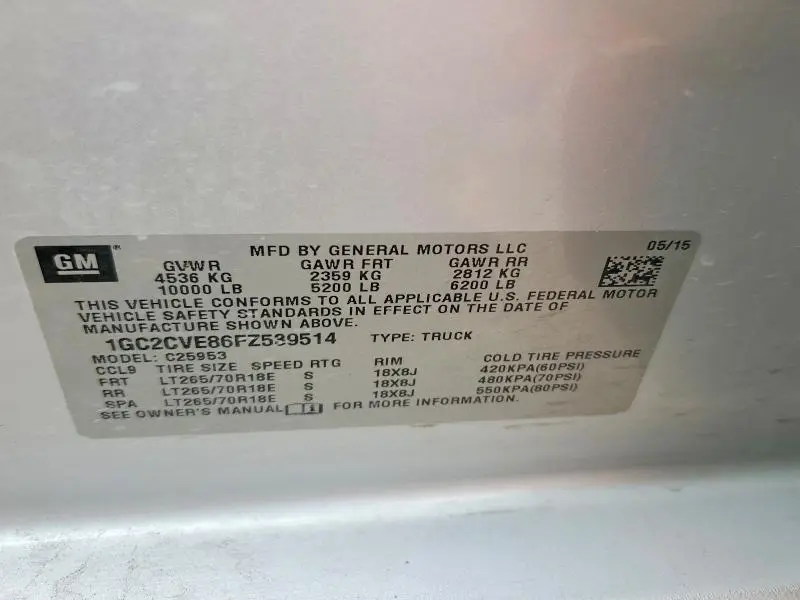 GM
MFD BY GENERAL MOTORS LLC
05/15
GVWR GAWR FRT GAWR RR
4536 KG 2359 KG 2812 KG
10000 LB 5200 LB 6200 LB
THIS VEHICLE CONFORMS TO ALL APPLICABLE U.S. FEDERAL MOTOR
VEHICLE SAFETY STANDARDS IN EFFECT ON THE DATE OF
MANUFACTURE SHOWN ABOVE.
1GC2CVE86FZ539514 TYPE: TRUCK
MODEL: C25953
CCL9 TIRE SIZE SPEED RTG RIM COLD TIRE PRESSURE
FRT LT265/70R18E S 18X8J 420KPA(60PSI)
RR LT265/70R18E S 18X8J 480KPA(70PSI)
SPA LT265/70R18E S 18X8J 550KPA(80PSI)
SEE OWNER'S MANUAL FOR MORE INFORMATION.